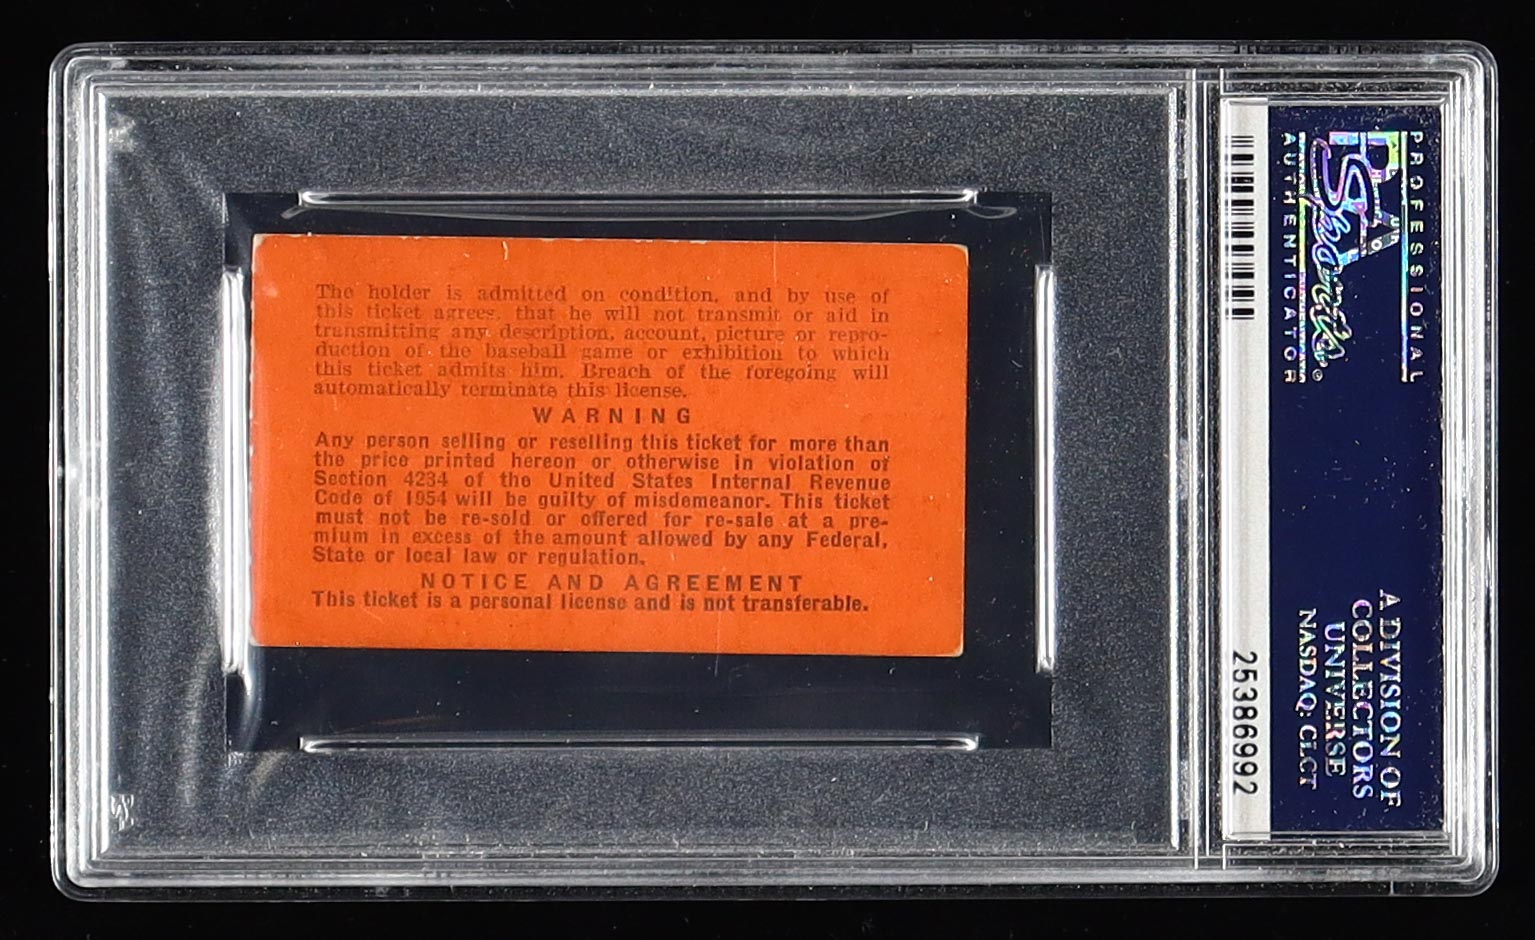 The holder is admitted on condition, and by use of
this ticket agrees, that he will not transmit or aid in
transmitting any description, account, picture or repro-
duction of the baseball game or exhibition to which
this ticket admits him. Breach of the foregoing will
automatically terminate this license.
WARNING
Any person selling or reselling this ticket for more than
the price printed hereon or otherwise in violation of
Section 4234 of the United States Internal Revenue
Code of 1954 will be guilty of misdemeanor. This ticket
must not be re-sold or offered for re-sale at a pre-
mium in excess of the amount allowed by any Federal,
State or local law or regulation.
NOTICE AND AGREEMENT
This ticket is a personal license and is not transferable.
PROFESSIONAL
PSA
Sports
AUTHENTICATOR
©
A DIVISION OF
COLLECTORS
UNIVERSE
NASDAQ: CLCT
25386992